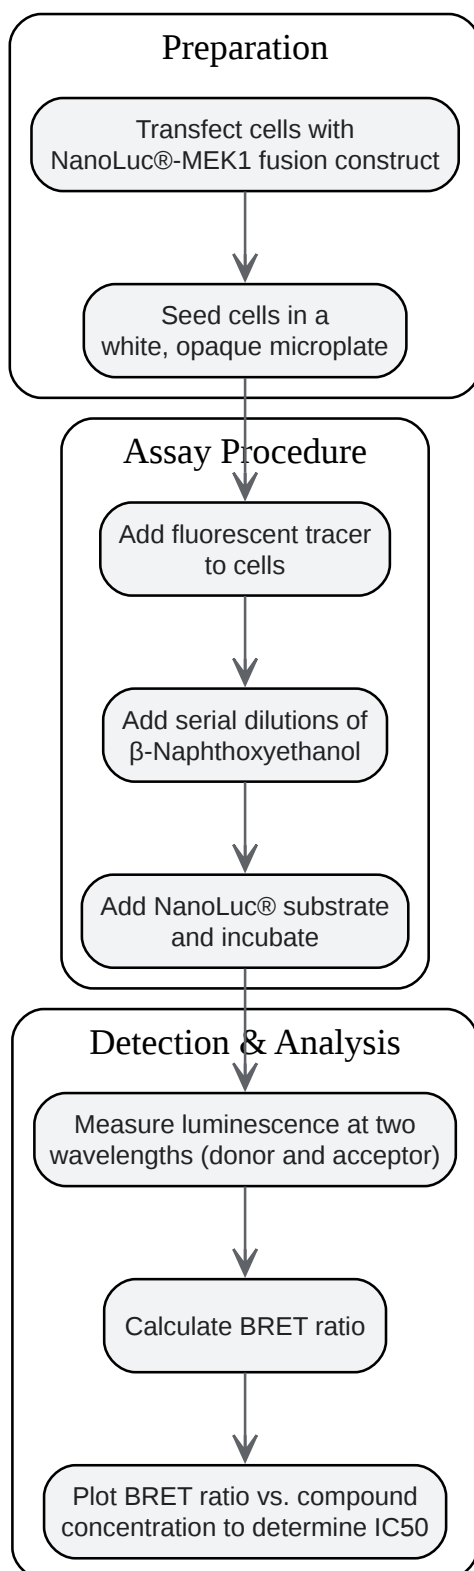 Preparation
Transfect cells with
NanoLuc®-MEK1 fusion construct
Seed cells in a
white, opaque microplate
Assay Procedure
Add fluorescent tracer
to cells
Add serial dilutions of
β-Naphthoxyethanol
Add NanoLuc® substrate
and incubate
Detection & Analysis
Measure luminescence at two
wavelengths (donor and acceptor)
Calculate BRET ratio
Plot BRET ratio vs. compound
concentration to determine IC50